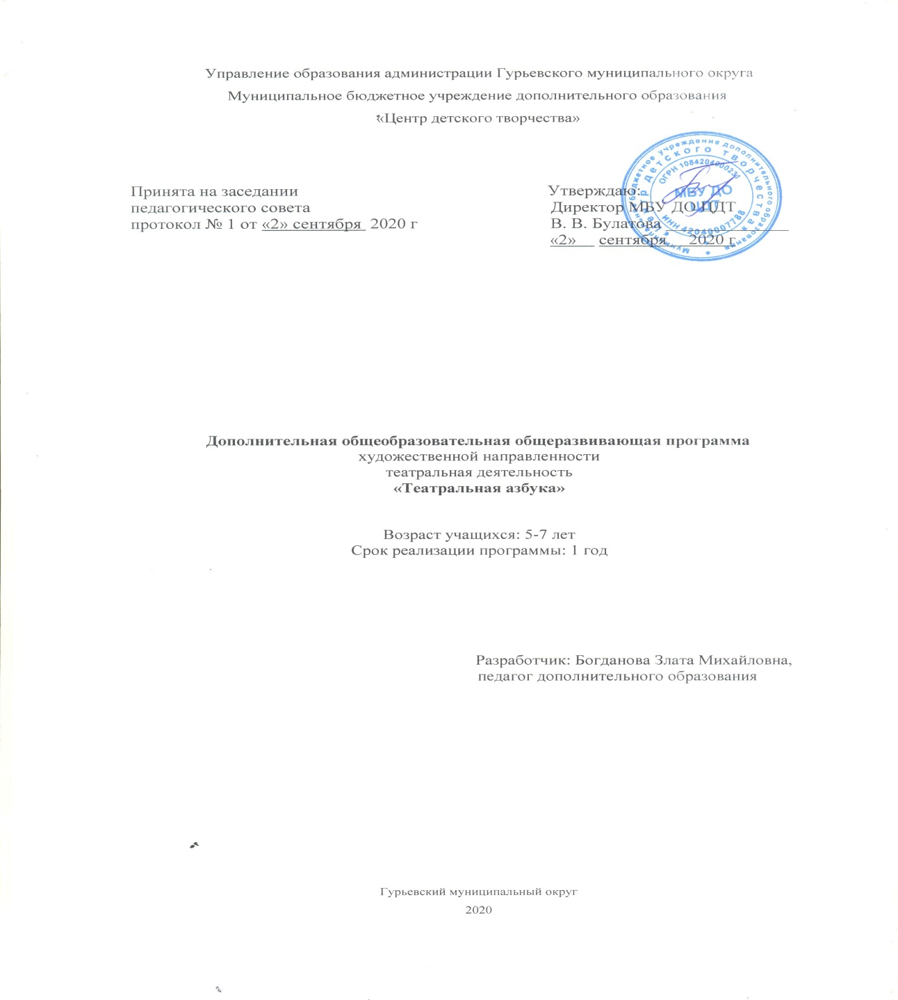 Управление образования администрации Гурьевского муниципального округа
Муниципальное бюджетное учреждение дополнительного образования
«Центр детского творчества»
Принята на заседании
педагогического совета
протокол № 1 от «2» сентября 2020 г
Утверждаю:
Директор МБУ ДО ЦДТ
В. В. Булатова ________________
«2» __ сентября 2020 г.
Муниципальное бюджетное учреждение дополнительного образования
Центр детского творчества
ОГРН 1084204000231
МБУ ДО
ЦДТ
ИНН 42040007788
Дополнительная общеобразовательная общеразвивающая программа
художественной направленности
театральная деятельность
«Театральная азбука»
Возраст учащихся: 5-7 лет
Срок реализации программы: 1 год
Разработчик: Богданова Злата Михайловна,
педагог дополнительного образования
Гурьевский муниципальный округ
2020